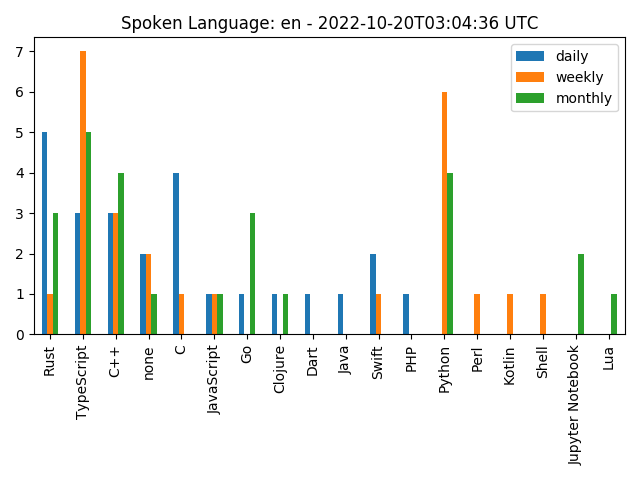 Spoken Language: en - 2022-10-20T03:04:36 UTC
daily
weekly
monthly
7
6
5
4
3
2
1
0
Rust
TypeScript
C++
none
C
JavaScript
Go
Clojure
Dart
Java
Swift
PHP
Python
Perl
Kotlin
Shell
Jupyter Notebook
Lua